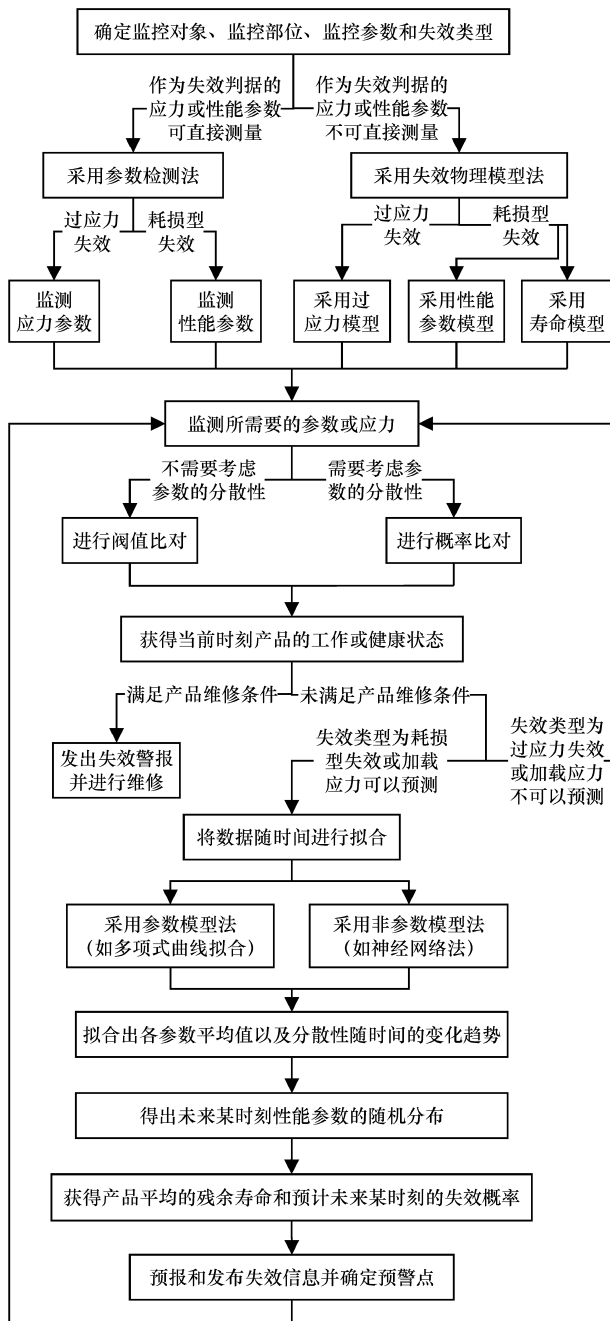 确定监控对象、监控部位、监控参数和失效类型
作为失效判据的
应力或性能参数
可直接测量
作为失效判据的
应力或性能参数
不可直接测量
采用参数检测法
采用失效物理模型法
过应力
失效
耗损型
失效
过应力
失效
耗损型
失效
监测
应力参数
监测
性能参数
采用过
应力模型
采用性能
参数模型
采用
寿命模型
监测所需要的参数或应力
不需要考虑
参数的分散性
需要考虑参
数的分散性
进行阀值比对
进行概率比对
获得当前时刻产品的工作或健康状态
满足产品维修条件
未满足产品维修条件
发出失效警报
并进行维修
失效类型为耗损
型失效或加载
应力可以预测
失效类型为
过应力失效
或加载应力
不可以预测
将数据随时间进行拟合
采用参数模型法
（如多项式曲线拟合）
采用非参数模型法
（如神经网络法）
拟合出各参数平均值以及分散性随时间的变化趋势
得出未来某时刻性能参数的随机分布
获得产品平均的残余寿命和预计未来某时刻的失效概率
预报和发布失效信息并确定预警点